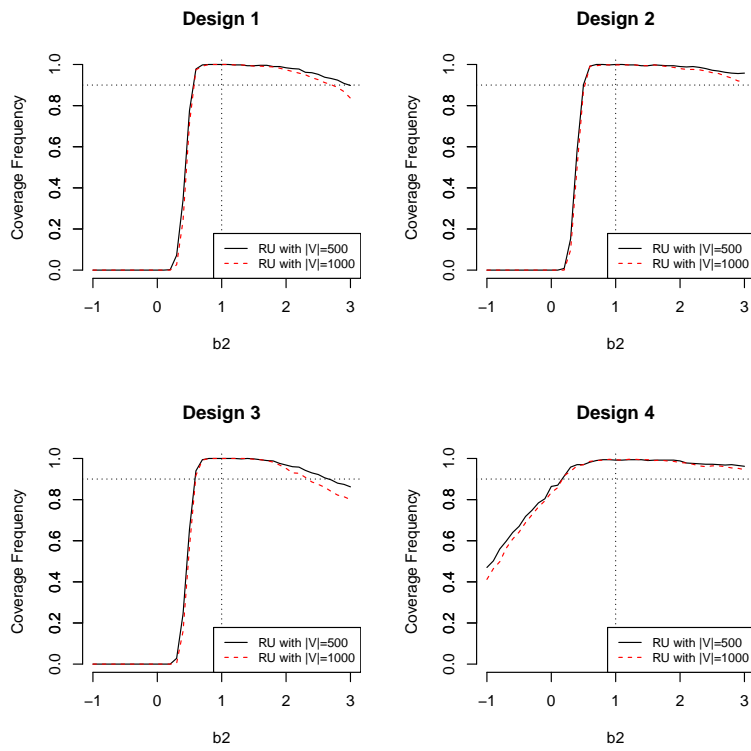 Design 1
Coverage Frequency
0.0 0.2 0.4 0.6 0.8 1.0
RU with |V|=500
RU with |V|=1000
−1 0 1 2 3
b2
Design 2
Coverage Frequency
0.0 0.2 0.4 0.6 0.8 1.0
RU with |V|=500
RU with |V|=1000
−1 0 1 2 3
b2
Design 3
Coverage Frequency
0.0 0.2 0.4 0.6 0.8 1.0
RU with |V|=500
RU with |V|=1000
−1 0 1 2 3
b2
Design 4
Coverage Frequency
0.0 0.2 0.4 0.6 0.8 1.0
RU with |V|=500
RU with |V|=1000
−1 0 1 2 3
b2